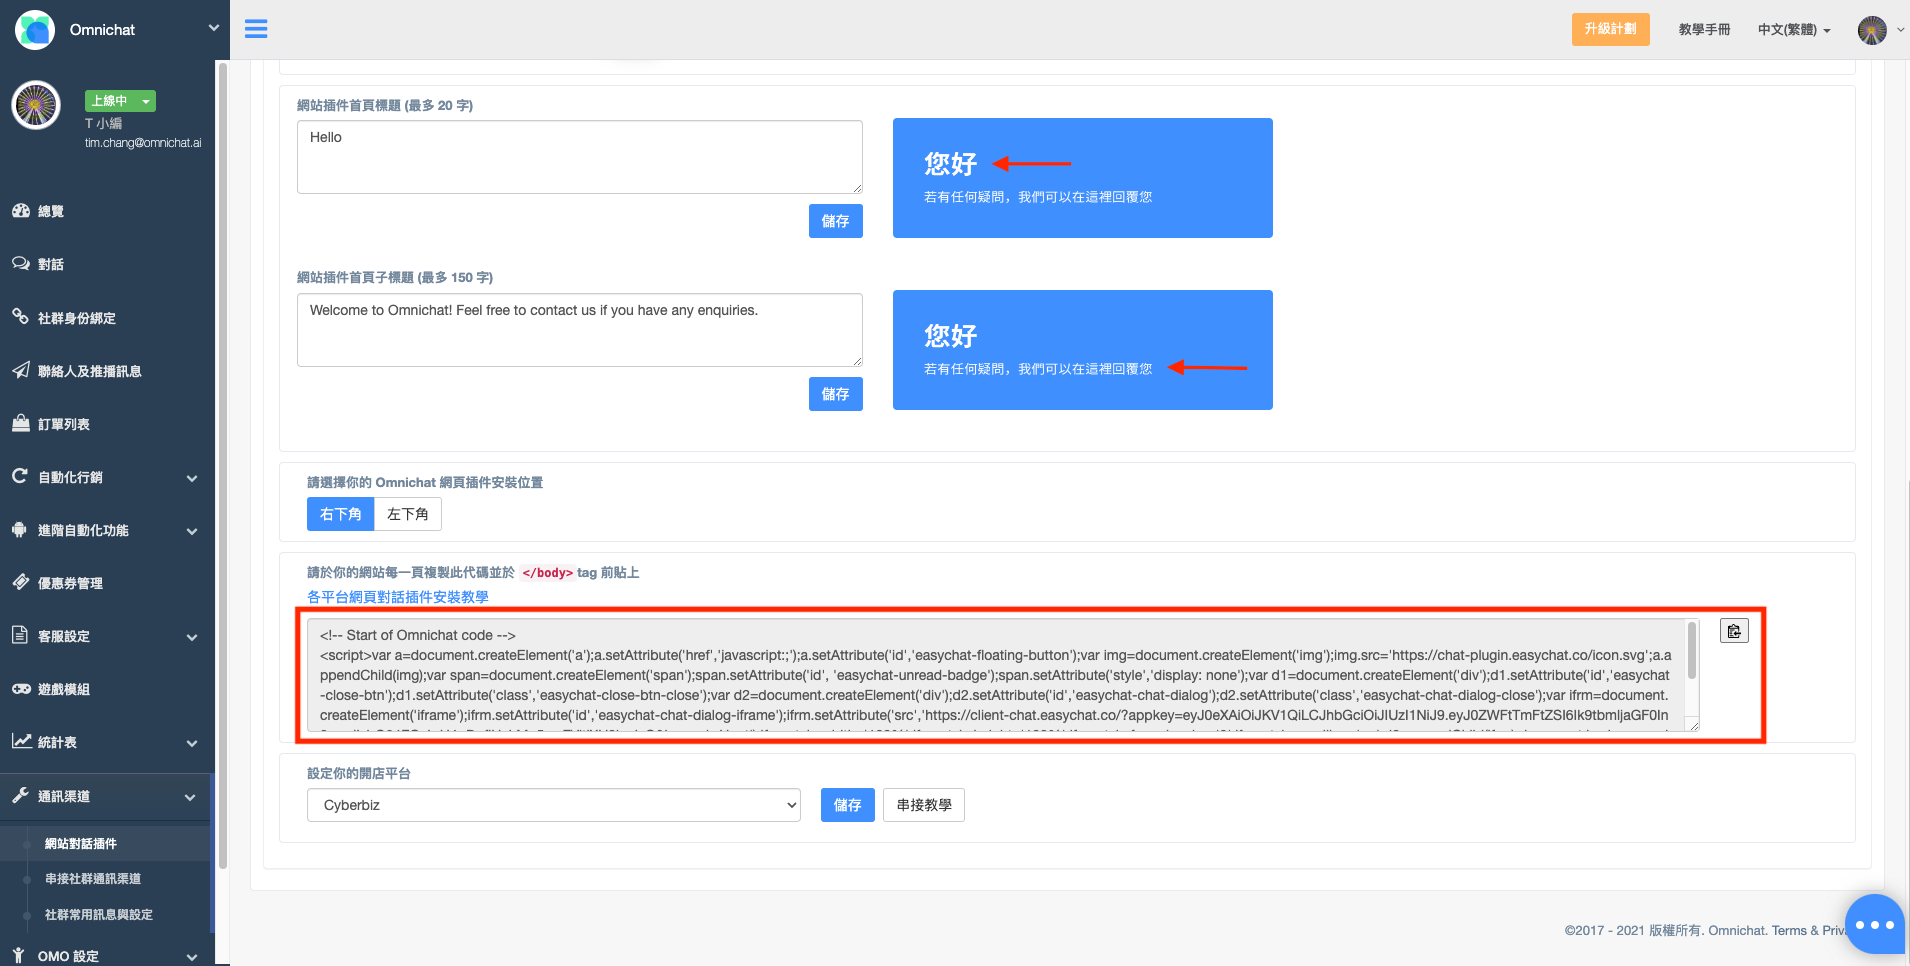 Omnichat
升級計劃
教學手冊
中文(繁體)
上線中
T 小編
tim.chang@omnichat.ai
總覽
對話
社群身份綁定
聯絡人及推播訊息
訂單列表
自動化行銷
進階自動化功能
優惠券管理
客服設定
遊戲模組
統計表
通訊渠道
網站對話插件
串接社群通訊渠道
社群常用訊息與設定
OMO 設定
網站插件首頁標題 (最多 20 字)
Hello
儲存
您好
若有任何疑問，我們可以在這裡回覆您
網站插件首頁子標題 (最多 150 字)
Welcome to Omnichat! Feel free to contact us if you have any enquiries.
儲存
您好
若有任何疑問，我們可以在這裡回覆您
請選擇你的 Omnichat 網頁插件安裝位置
右下角 左下角
請於你的網站每一頁複製此代碼並於 </body> tag 前貼上
各平台網頁對話插件安裝教學
<!-- Start of Omnichat code -->
<script>var a=document.createElement('a');a.setAttribute('href','javascript:;');a.setAttribute('id','easychat-floating-button');var img=document.createElement('img');img.src='https://chat-plugin.easychat.co/icon.svg';a.a
ppendChild(img);var span=document.createElement('span');span.setAttribute('id', 'easychat-unread-badge');span.setAttribute('style','display: none');var d1=document.createElement('div');d1.setAttribute('id','easychat
-close-btn');d1.setAttribute('class','easychat-close-btn-close');var d2=document.createElement('div');d2.setAttribute('id','easychat-chat-dialog');d2.setAttribute('class','easychat-chat-dialog-close');var ifrm=document.
createElement('iframe');ifrm.setAttribute('id','easychat-chat-dialog-iframe');ifrm.setAttribute('src','https://client-chat.easychat.co/?appkey=eyJ0eXAiOiJKV1QiLCJhbGciOiJIUzI1NiJ9.eyJ0ZWFtTmFtZSI6Ik9tbmljaGF0In
設定你的開店平台
Cyberbiz
儲存
串接教學
©2017 - 2021 版權所有. Omnichat. Terms & Priv